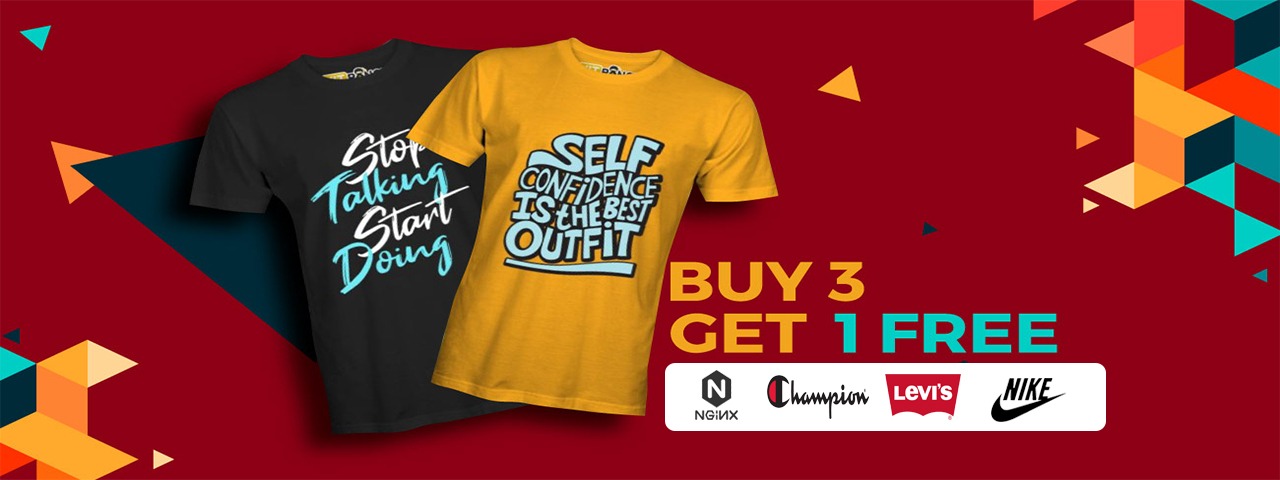 Stop
Talking
Start
Doing
SELF
CONFiDENCE
IS tHE BEST
OUTFiT
BUY 3
GET 1 FREE
NGiNX
Champion
LEVI'S
NIKE